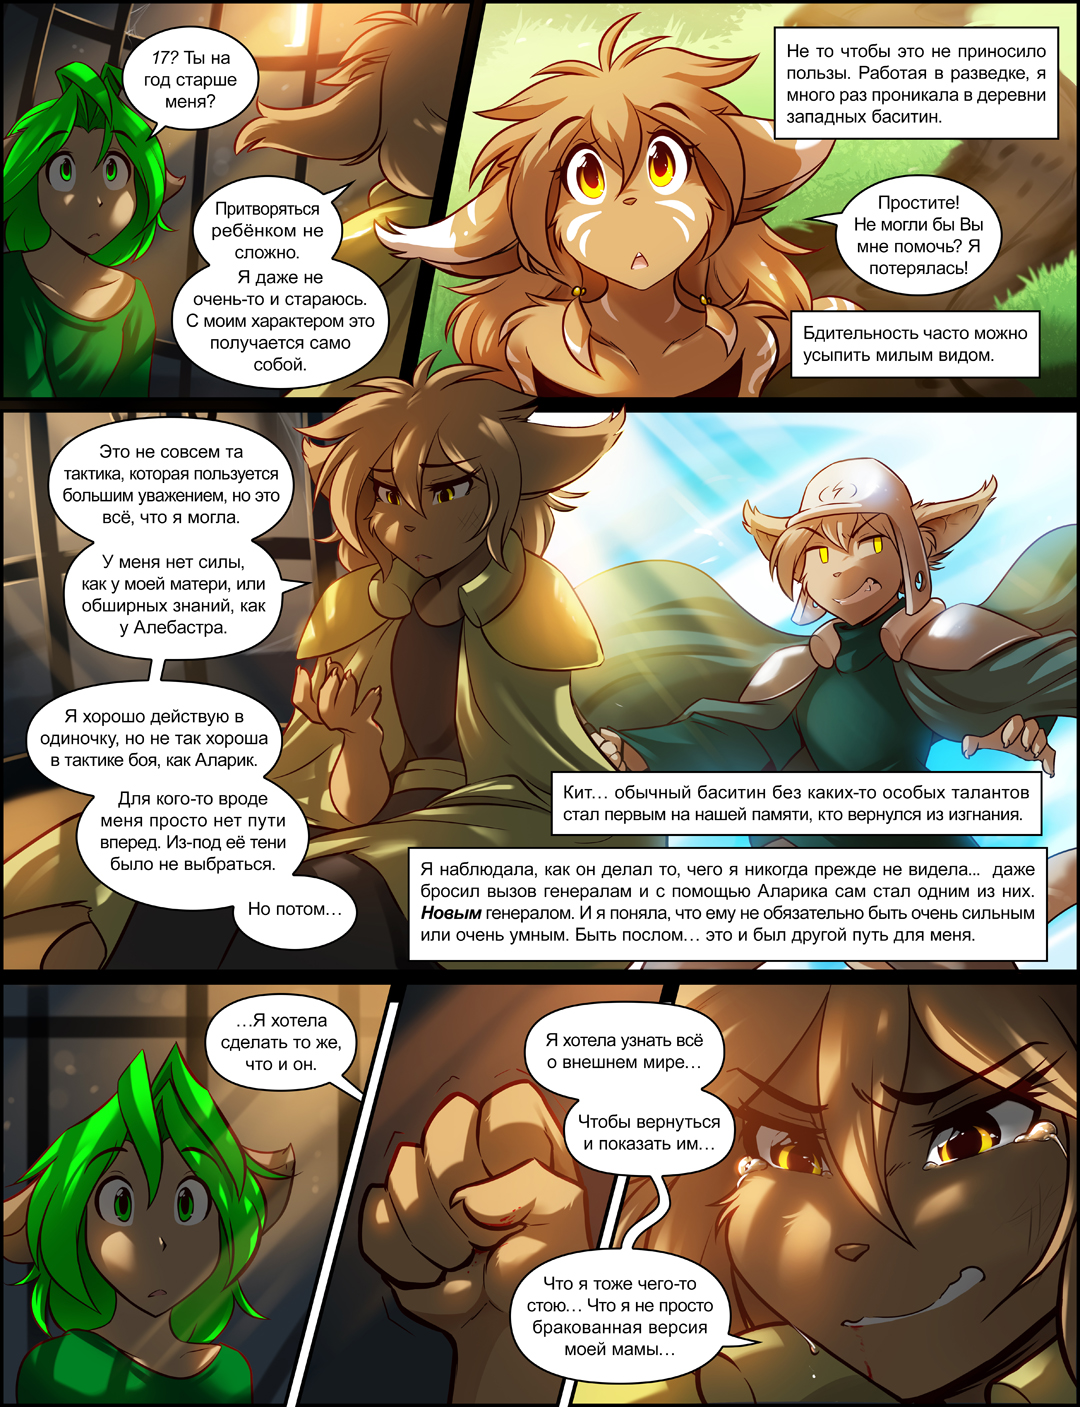 17? Ты на
год старше
меня?
Притворяться
ребёнком не
сложно.
Я даже не
очень-то и стараюсь.
С моим характером это
получается само
собой.
Не то чтобы это не приносило
пользы. Работая в разведке, я
много раз проникала в деревни
западных баситин.
Простите!
Не могли бы Вы
мне помочь? Я
потерялась!
Бдительность часто можно
усыпить милым видом.
Это не совсем та
тактика, которая пользуется
большим уважением, но это
всё, что я могла.
У меня нет силы,
как у моей матери, или
обширных знаний, как
у Алебастра.
Я хорошо действую в
одиночку, но не так хороша
в тактике боя, как Аларик.
Для кого-то вроде
меня просто нет пути
вперед. Из-под её тени
было не выбраться.
Но потом...
Кит... обычный баситин без каких-то особых талантов
стал первым на нашей памяти, кто вернулся из изгнания.
Я наблюдала, как он делал то, чего я никогда прежде не видела... даже
бросил вызов генералам и с помощью Аларика сам стал одним из них.
Новым генералом. И я поняла, что ему не обязательно быть очень сильным
или очень умным. Быть послом... это и был другой путь для меня.
...Я хотела
сделать то же,
что и он.
Я хотела узнать всё
о внешнем мире...
Чтобы вернуться
и показать им...
Что я тоже чего-то
стою... Что я не просто
бракованная версия
моей мамы...